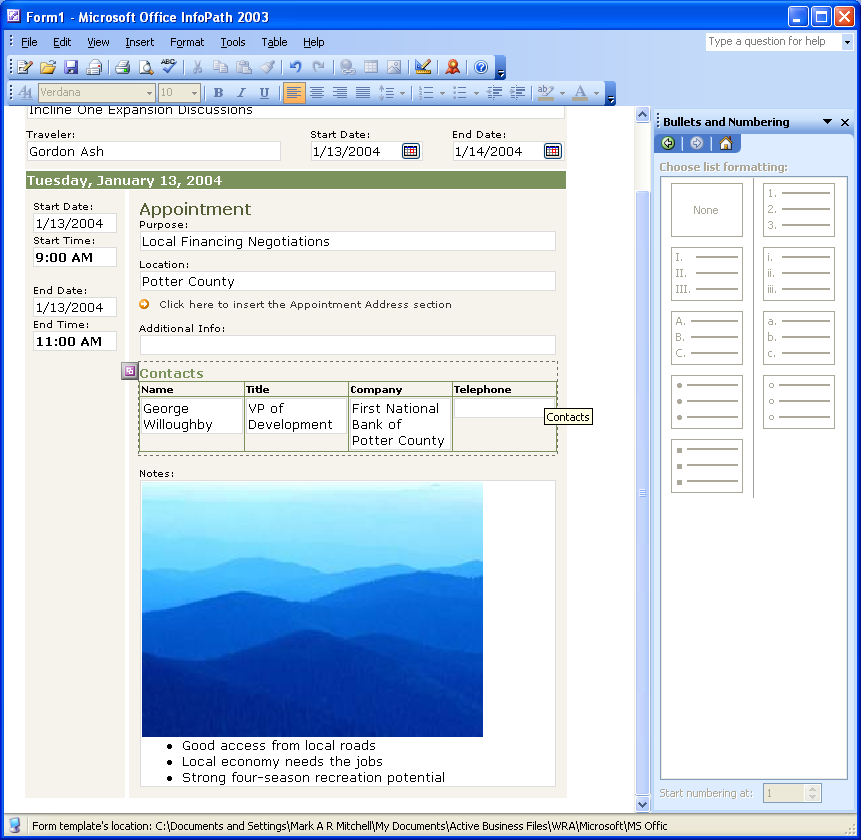 Form1 - Microsoft Office InfoPath 2003
File Edit View Insert Format Tools Table Help
Type a question for help
ABC
Verdana 10 B I U ab A
Incline One Expansion Discussions
Traveler: Start Date: End Date:
Gordon Ash 1/13/2004 1/14/2004
Tuesday, January 13, 2004
Start Date:
1/13/2004
Start Time:
9:00 AM
End Date:
1/13/2004
End Time:
11:00 AM
Appointment
Purpose:
Local Financing Negotiations
Location:
Potter County
Click here to insert the Appointment Address section
Additional Info:
Contacts
Name Title Company Telephone
George VP of First National
Willoughby Development Bank of
Potter County
Contacts
Notes:
• Good access from local roads
• Local economy needs the jobs
• Strong four-season recreation potential
Bullets and Numbering
Choose list formatting:
None
1.
2.
3.
I.
II.
III.
i.
ii.
iii.
A.
B.
C.
a.
b.
c.
Start numbering at: 1
Form template's location: C:\Documents and Settings\Mark A R Mitchell\My Documents\Active Business Files\WRA\Microsoft\MS Offic